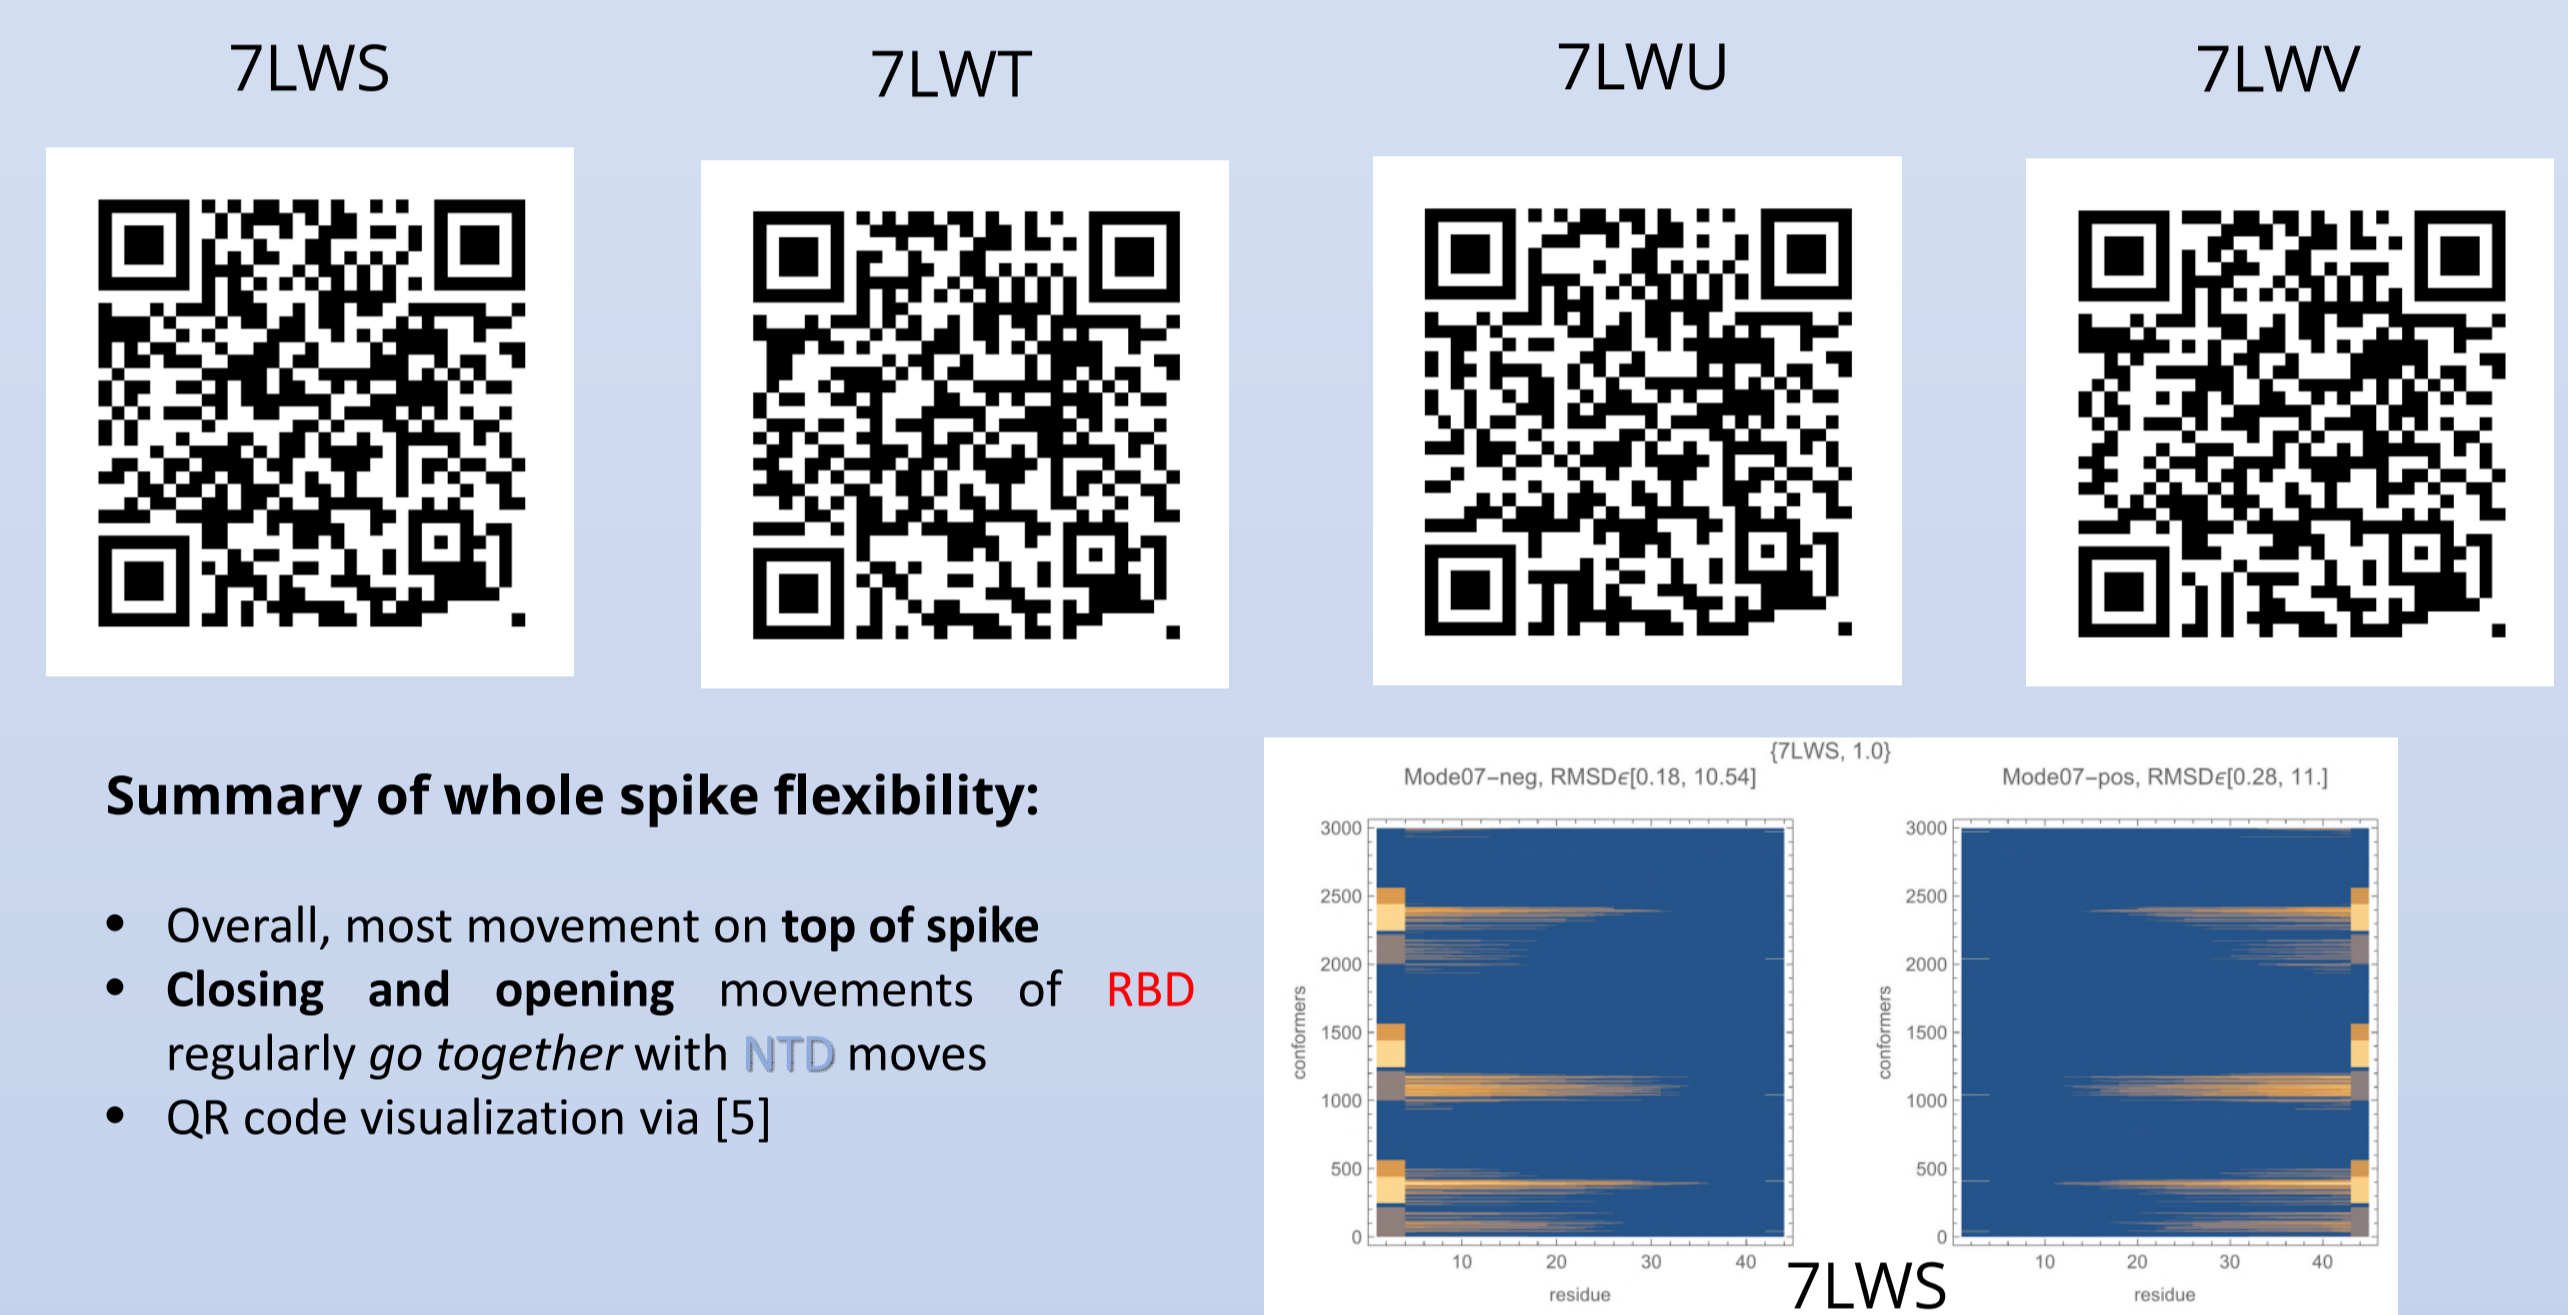 7LWS
7LWT
7LWU
7LWV
Summary of whole spike flexibility:
• Overall, most movement on top of spike
• Closing and opening movements of RBD
regularly go together with NTD moves
• QR code visualization via [5]
{7LWS, 1.0}
Mode07–neg, RMSDϵ[0.18, 10.54]
3000
2500
2000
1500
1000
500
0
conformers
10 20 30 40
residue
Mode07–pos, RMSDϵ[0.28, 11.]
3000
2500
2000
1500
1000
500
0
conformers
10 20 30 40
residue
7LWS